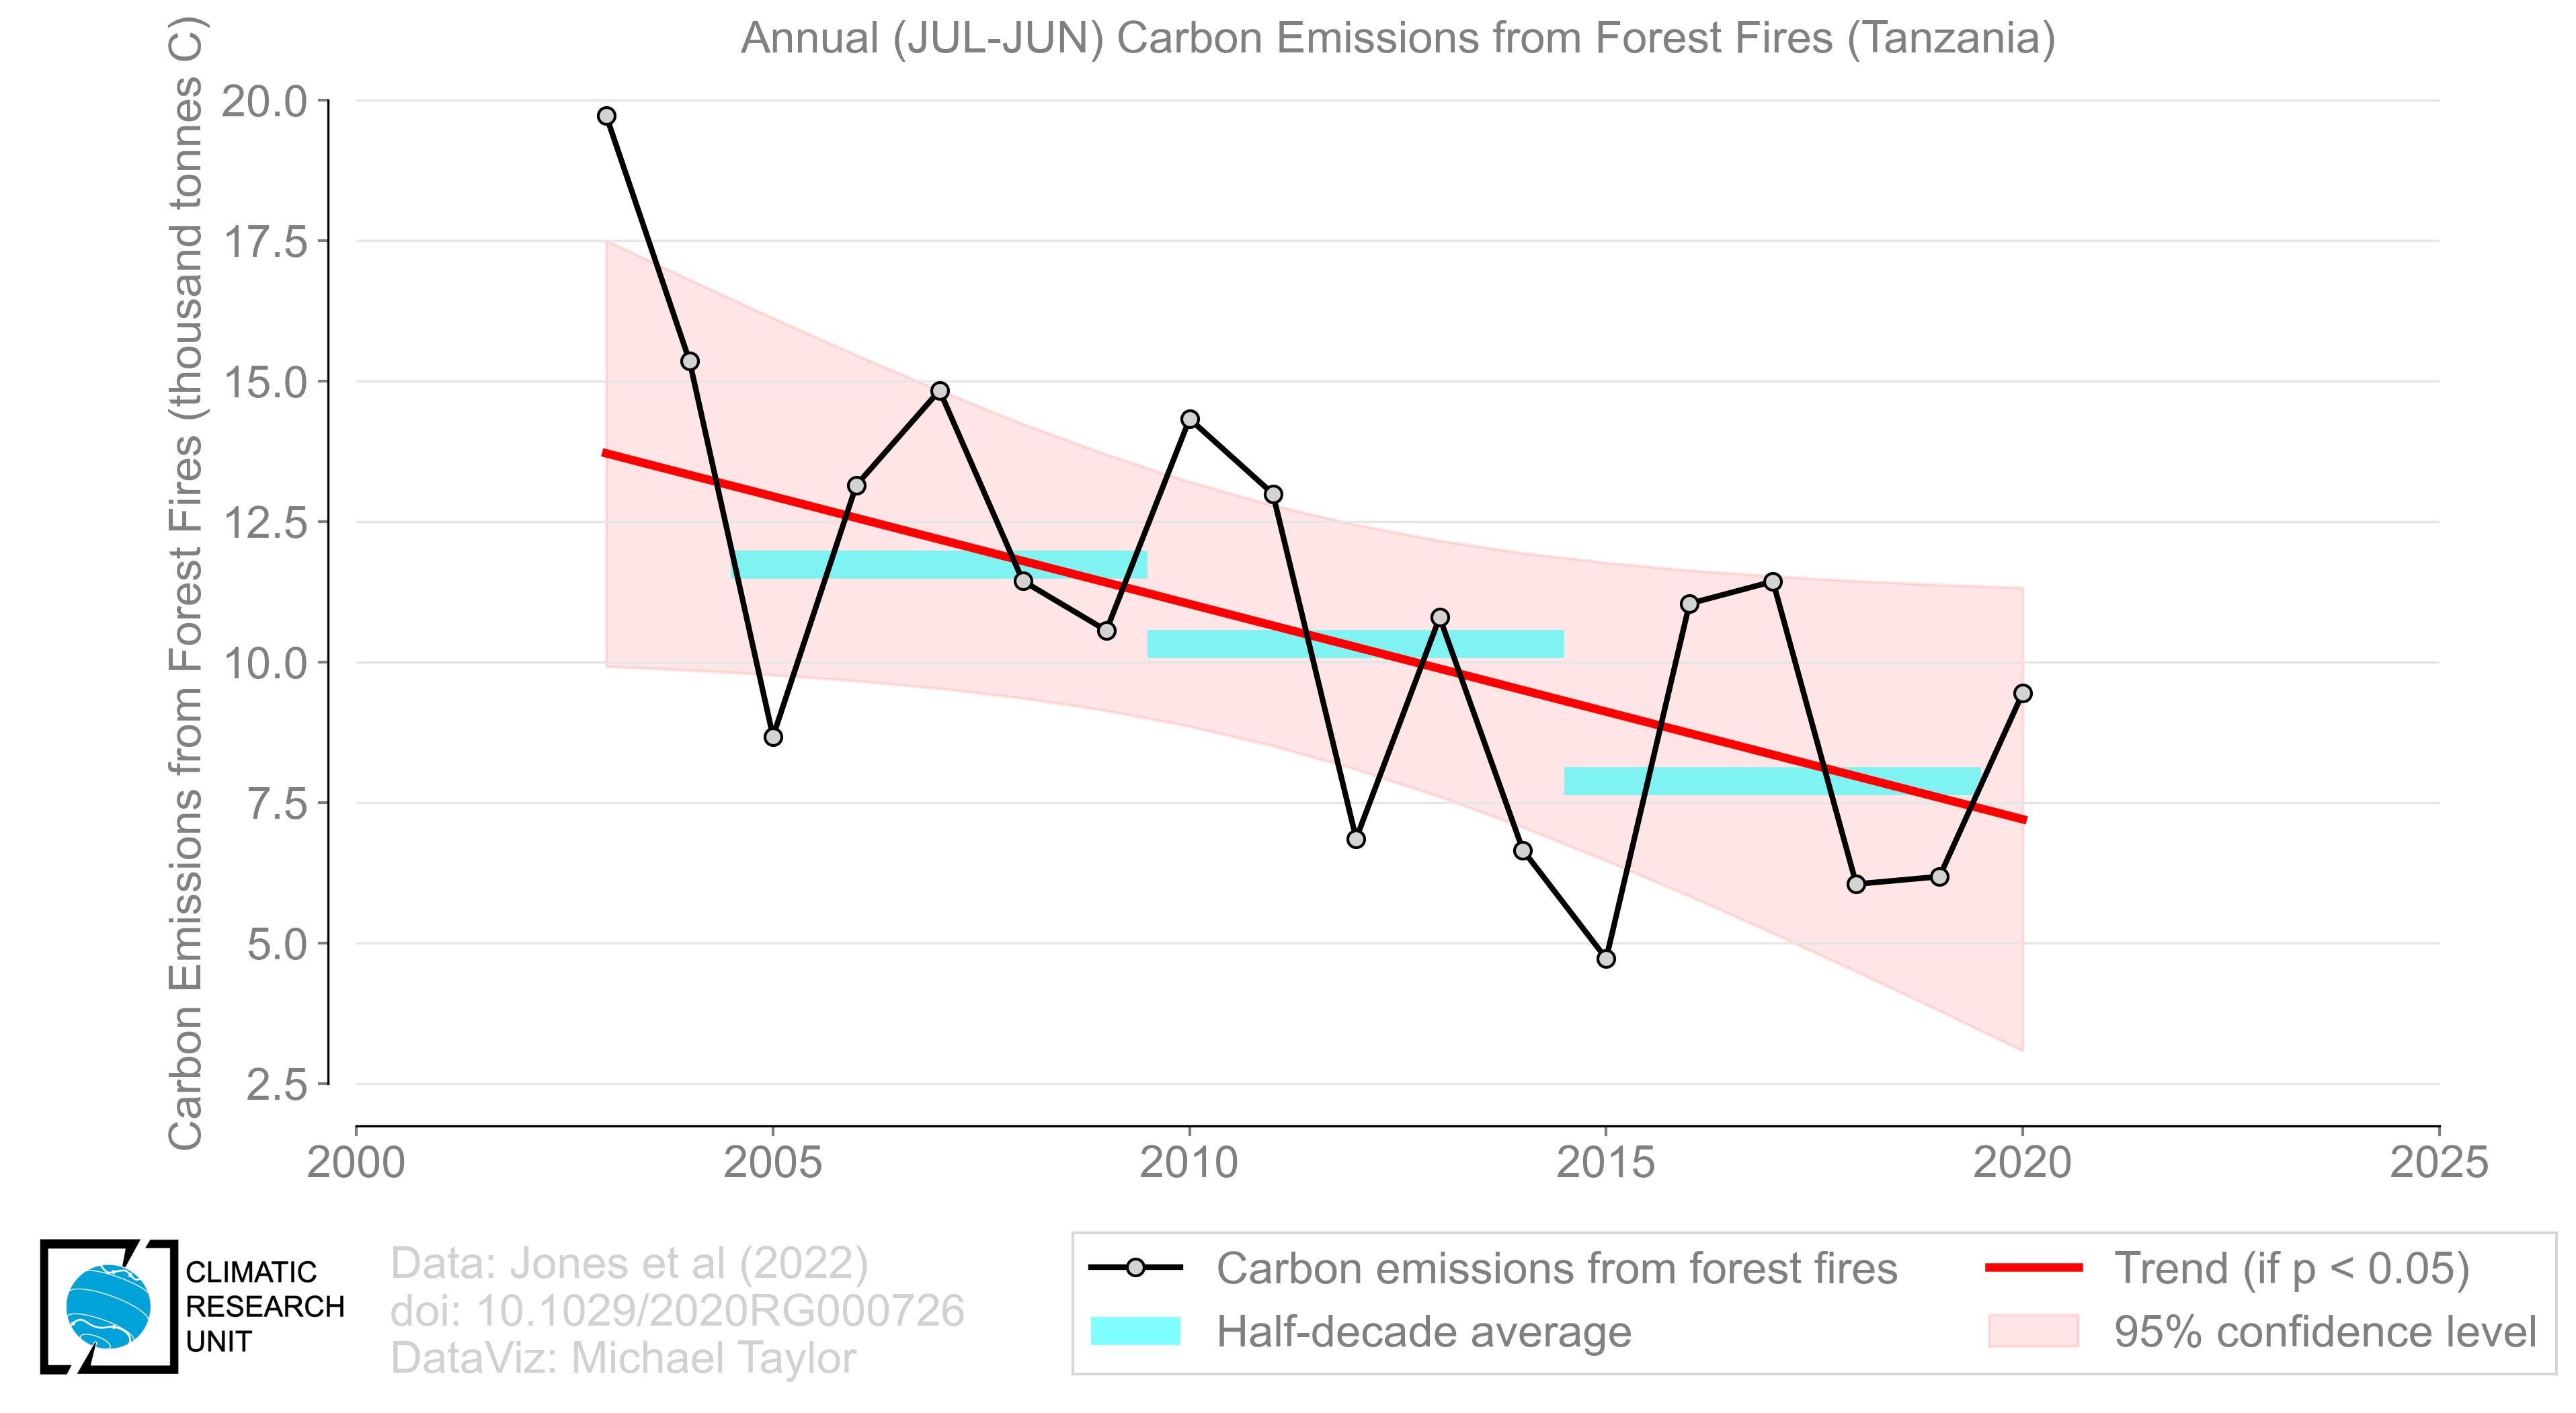 Annual (JUL-JUN) Carbon Emissions from Forest Fires (Tanzania)
Carbon Emissions from Forest Fires (thousand tonnes C)
20.0
17.5
15.0
12.5
10.0
7.5
5.0
2.5
2000 2005 2010 2015 2020 2025
CLIMATIC
RESEARCH
UNIT
Data: Jones et al (2022)
doi: 10.1029/2020RG000726
DataViz: Michael Taylor
Carbon emissions from forest fires
Half-decade average
Trend (if p < 0.05)
95% confidence level